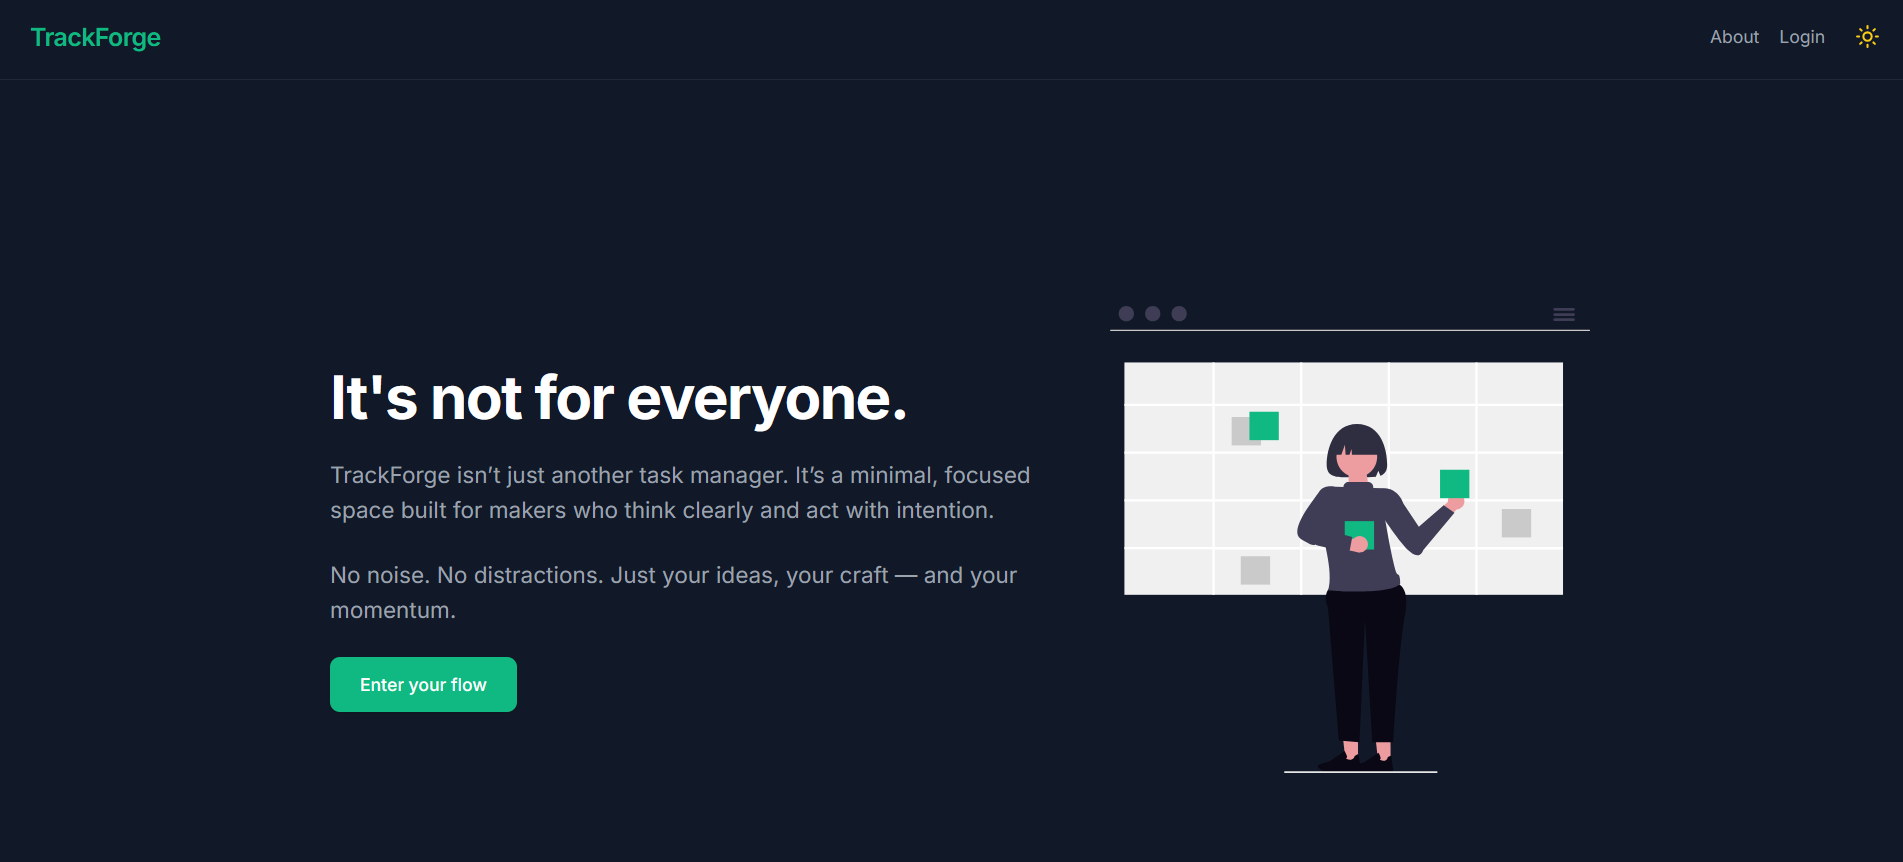 TrackForge
About Login
It's not for everyone.
TrackForge isn’t just another task manager. It’s a minimal, focused
space built for makers who think clearly and act with intention.
No noise. No distractions. Just your ideas, your craft — and your
momentum.
Enter your flow